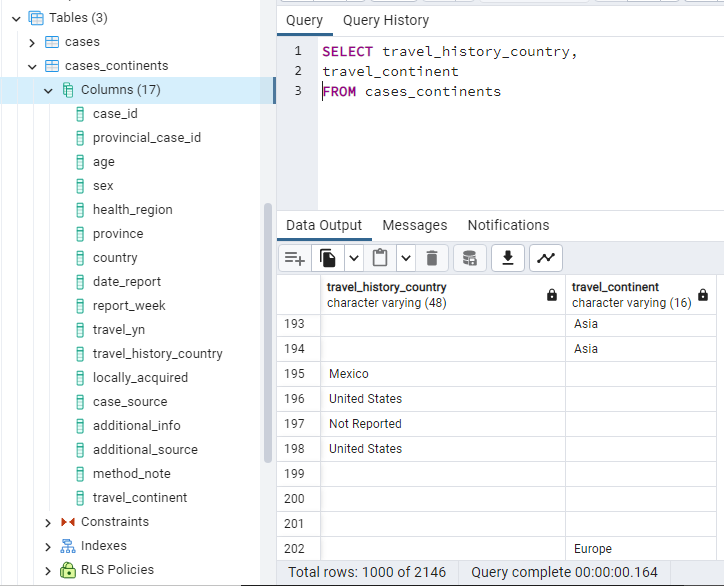 Tables (3)
cases
cases_continents
Columns (17)
case_id
provincial_case_id
age
sex
health_region
province
country
date_report
report_week
travel_yn
travel_history_country
locally_acquired
case_source
additional_info
additional_source
method_note
travel_continent
Constraints
Indexes
RLS Policies
Query Query History
1 SELECT travel_history_country,
2 travel_continent
3 FROM cases_continents
Data Output Messages Notifications
travel_history_country travel_continent
character varying (48) character varying (16)
193 Asia
194 Asia
195 Mexico
196 United States
197 Not Reported
198 United States
199
200
201
202 Europe
Total rows: 1000 of 2146 Query complete 00:00:00.164